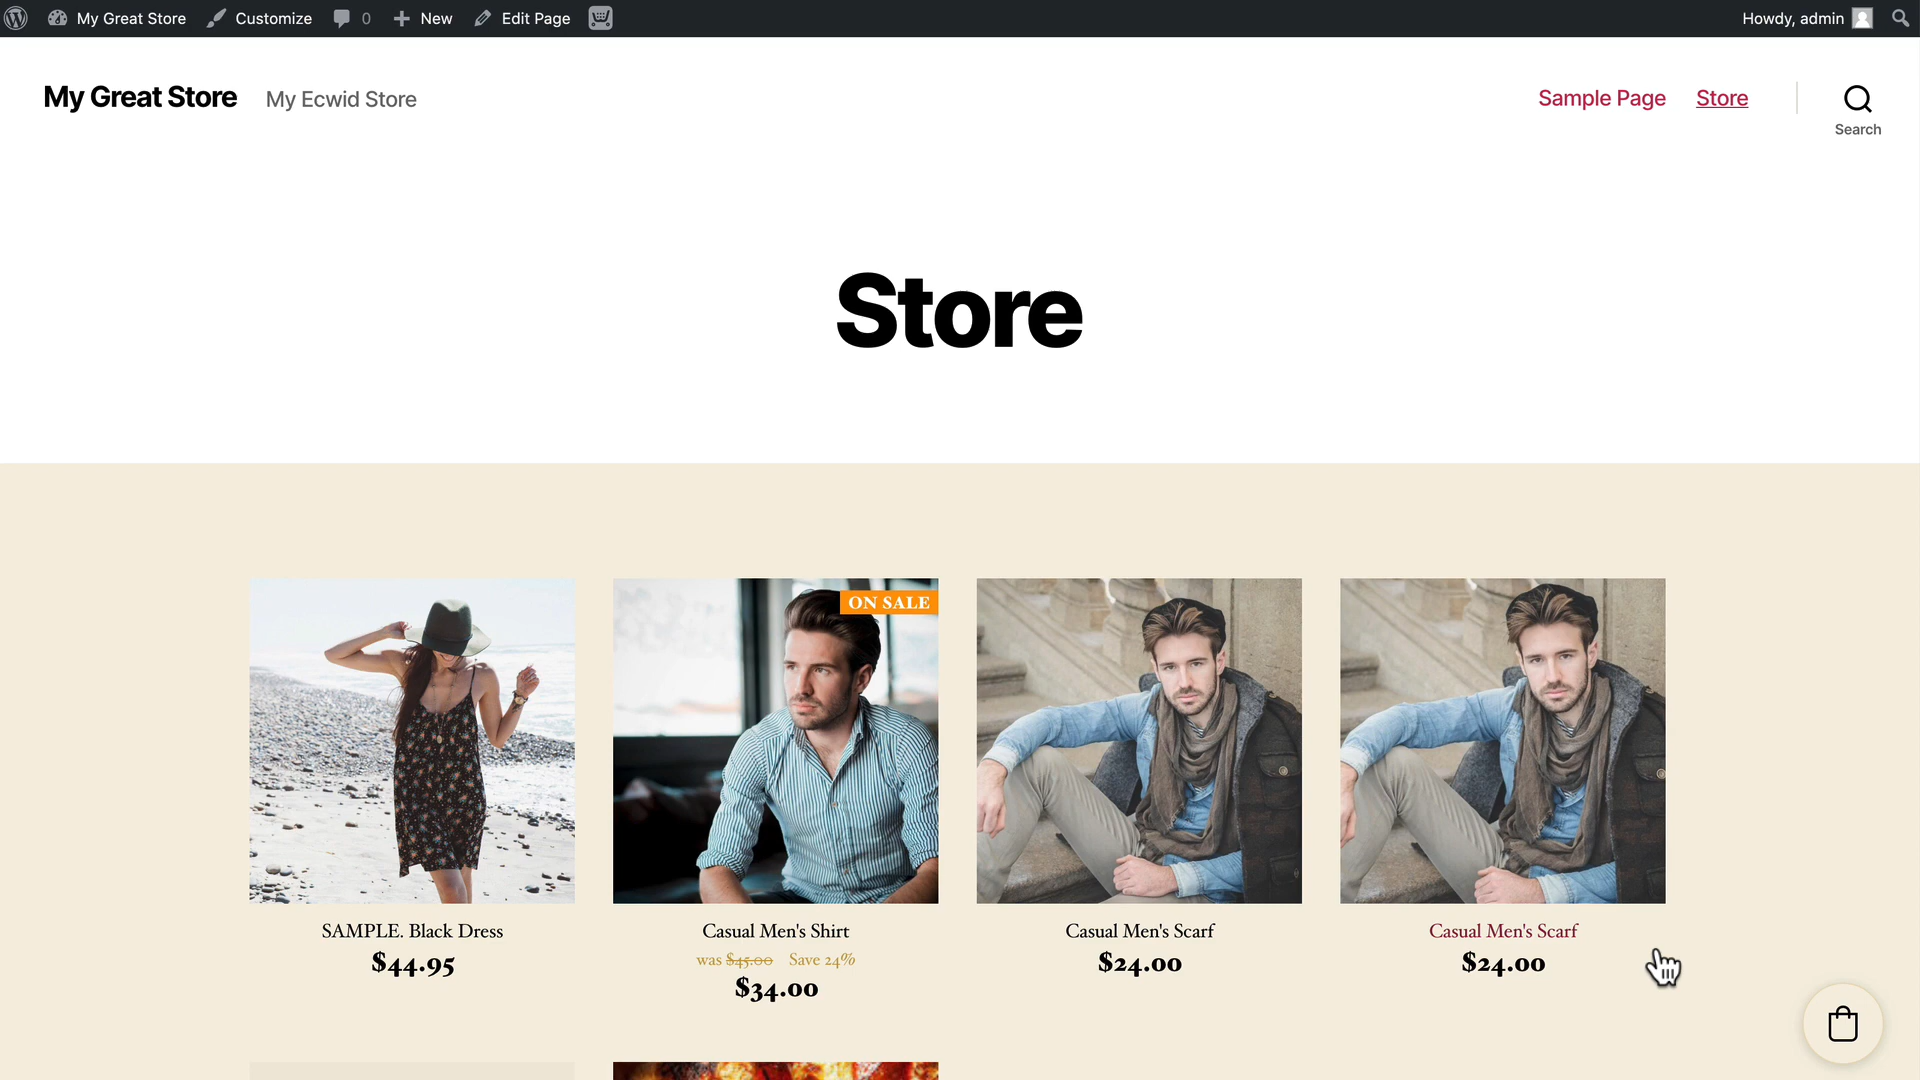 My Great Store
Customize
0
New
Edit Page
Howdy, admin
My Great Store
My Ecwid Store
Sample Page
Store
Search
Store
ON SALE
SAMPLE. Black Dress
$44.95
Casual Men's Shirt
was $45.00 Save 24%
$34.00
Casual Men's Scarf
$24.00
Casual Men's Scarf
$24.00